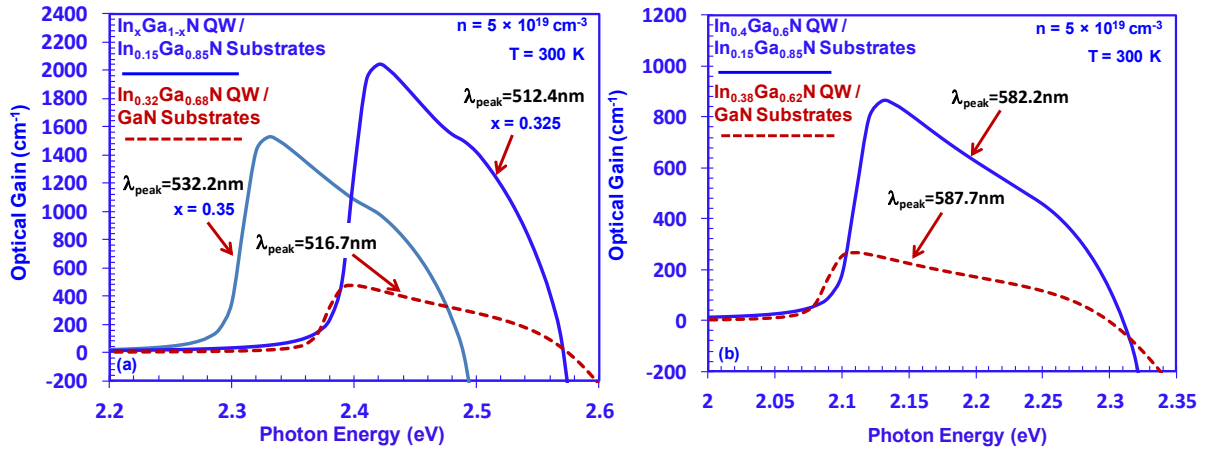 2400
2200
2000
1800
1600
1400
1200
1000
800
600
400
200
0
-200
Optical Gain (cm⁻¹)
InₓGa₁₋ₓN QW /
In₀.₁₅Ga₀.₈₅N Substrates
In₀.₃₂Ga₀.₆₈N QW /
GaN Substrates
n = 5 × 10¹⁹ cm⁻³
T = 300 K
λpeak=512.4nm
x = 0.325
λpeak=532.2nm
x = 0.35
λpeak=516.7nm
(a)
2.2 2.3 2.4 2.5 2.6
Photon Energy (eV)
1200
1000
800
600
400
200
0
-200
Optical Gain (cm⁻¹)
In₀.₄Ga₀.₆N QW /
In₀.₁₅Ga₀.₈₅N Substrates
In₀.₃₈Ga₀.₆₂N QW /
GaN Substrates
n = 5 × 10¹⁹ cm⁻³
T = 300 K
λpeak=582.2nm
λpeak=587.7nm
(b)
2 2.05 2.1 2.15 2.2 2.25 2.3 2.35
Photon Energy (eV)